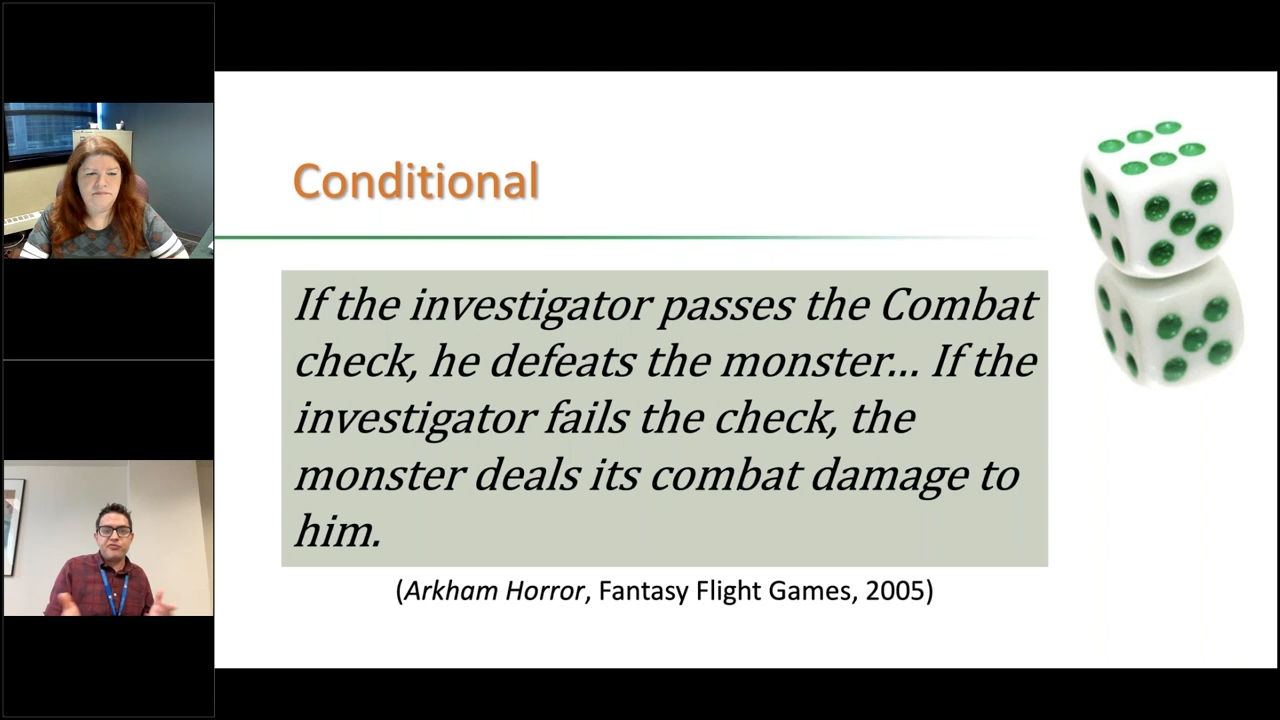 Conditional
If the investigator passes the Combat
check, he defeats the monster... If the
investigator fails the check, the
monster deals its combat damage to
him.
(Arkham Horror, Fantasy Flight Games, 2005)